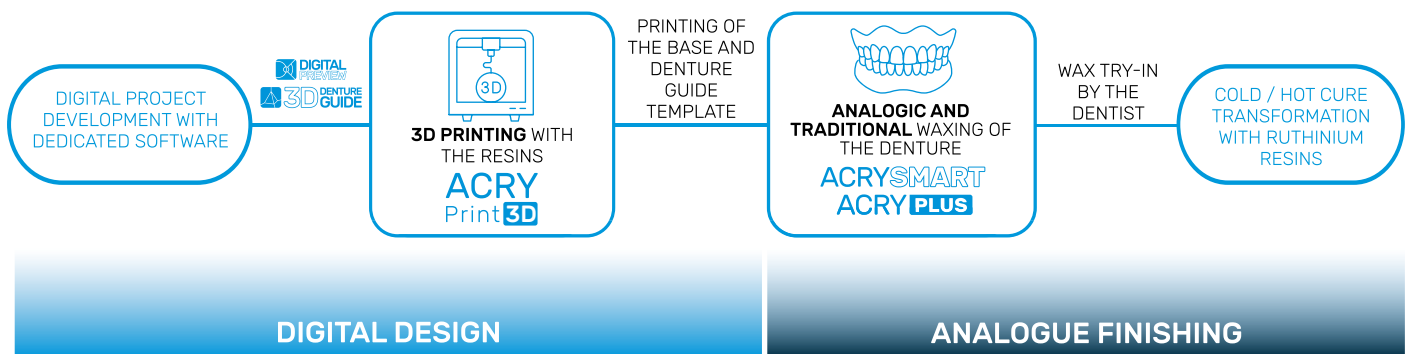 DIGITAL PROJECT
DEVELOPMENT WITH
DEDICATED SOFTWARE
DIGITAL
PREVIEW
3D DENTURE
GUIDE
3D
3D PRINTING WITH
THE RESINS
ACRY
Print 3D
PRINTING OF
THE BASE AND
DENTURE
GUIDE
TEMPLATE
ANALOGIC AND
TRADITIONAL WAXING OF
THE DENTURE
ACRYSMART
ACRY PLUS
WAX TRY-IN
BY THE
DENTIST
COLD / HOT CURE
TRANSFORMATION
WITH RUTHINIUM
RESINS
DIGITAL DESIGN
ANALOGUE FINISHING